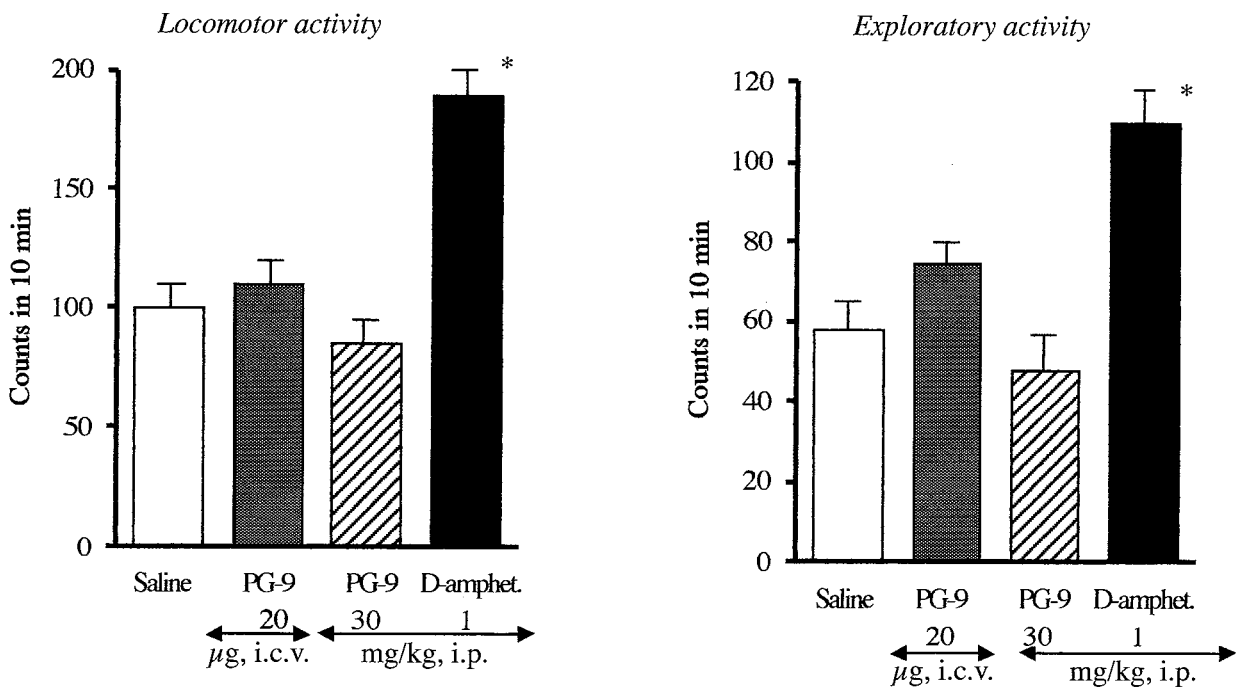 Locomotor activity
200
150
100
50
0
Counts in 10 min
*
Saline PG-9 PG-9 D-amphet.
20 30 1
µg, i.c.v. mg/kg, i.p.
Exploratory activity
120
100
80
60
40
20
0
Counts in 10 min
*
Saline PG-9 PG-9 D-amphet.
20 30 1
µg, i.c.v. mg/kg, i.p.